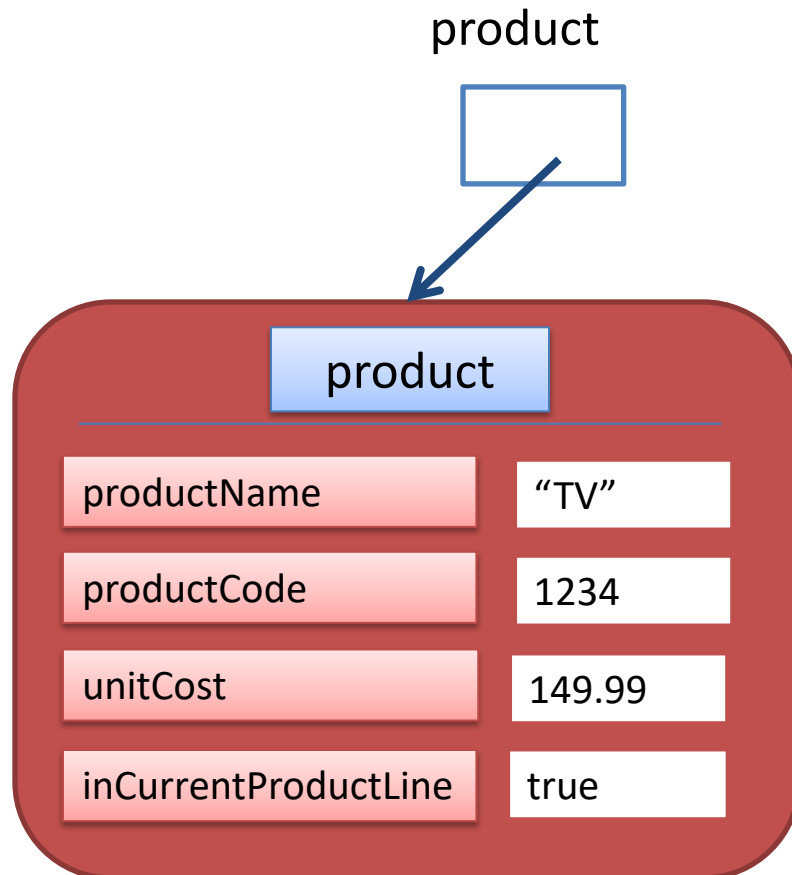 product
product
productName “TV”
productCode 1234
unitCost 149.99
inCurrentProductLine true